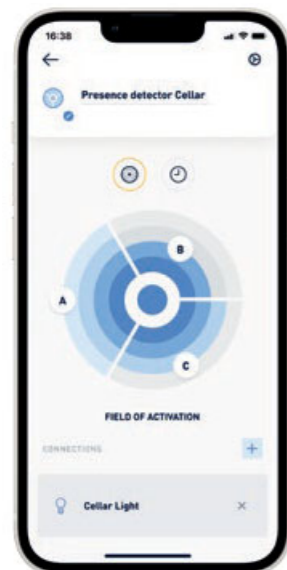 16:38
Presence detector Cellar
B
A
C
FIELD OF ACTIVATION
CONNECTIONS
Cellar Light